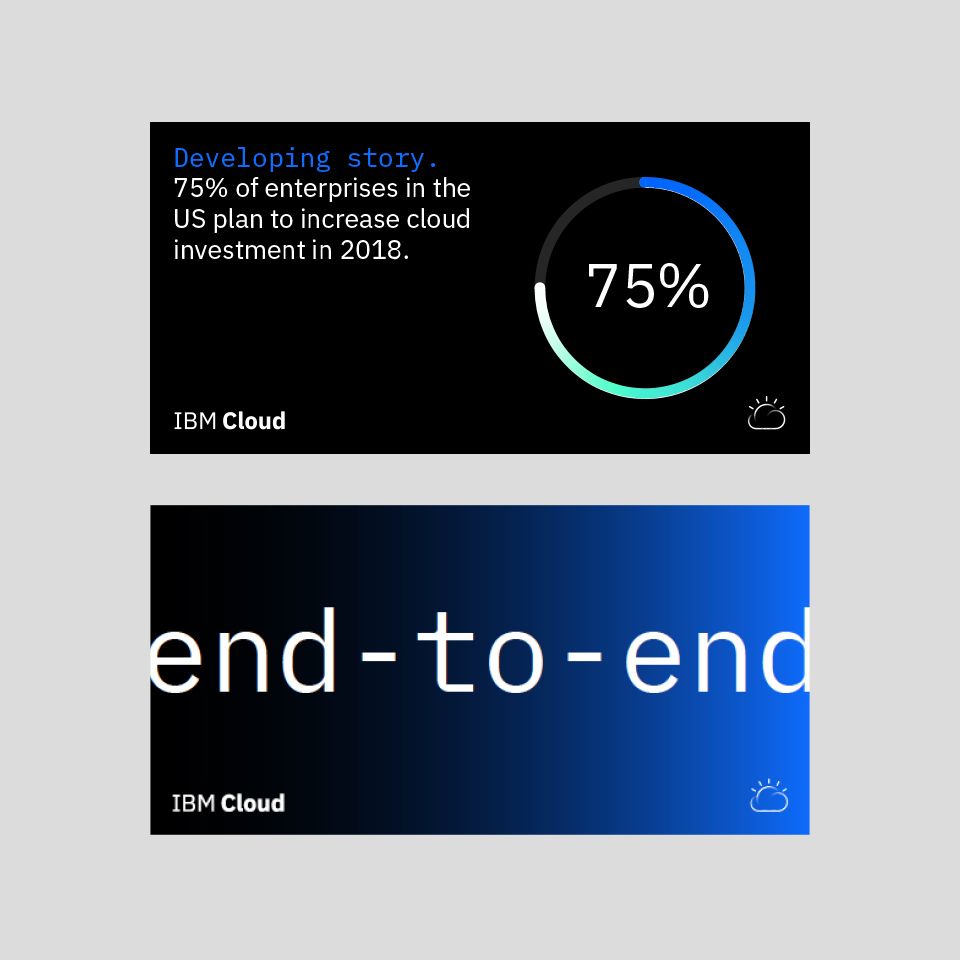 Developing story.
75% of enterprises in the
US plan to increase cloud
investment in 2018.
75%
IBM Cloud
end-to-end
IBM Cloud